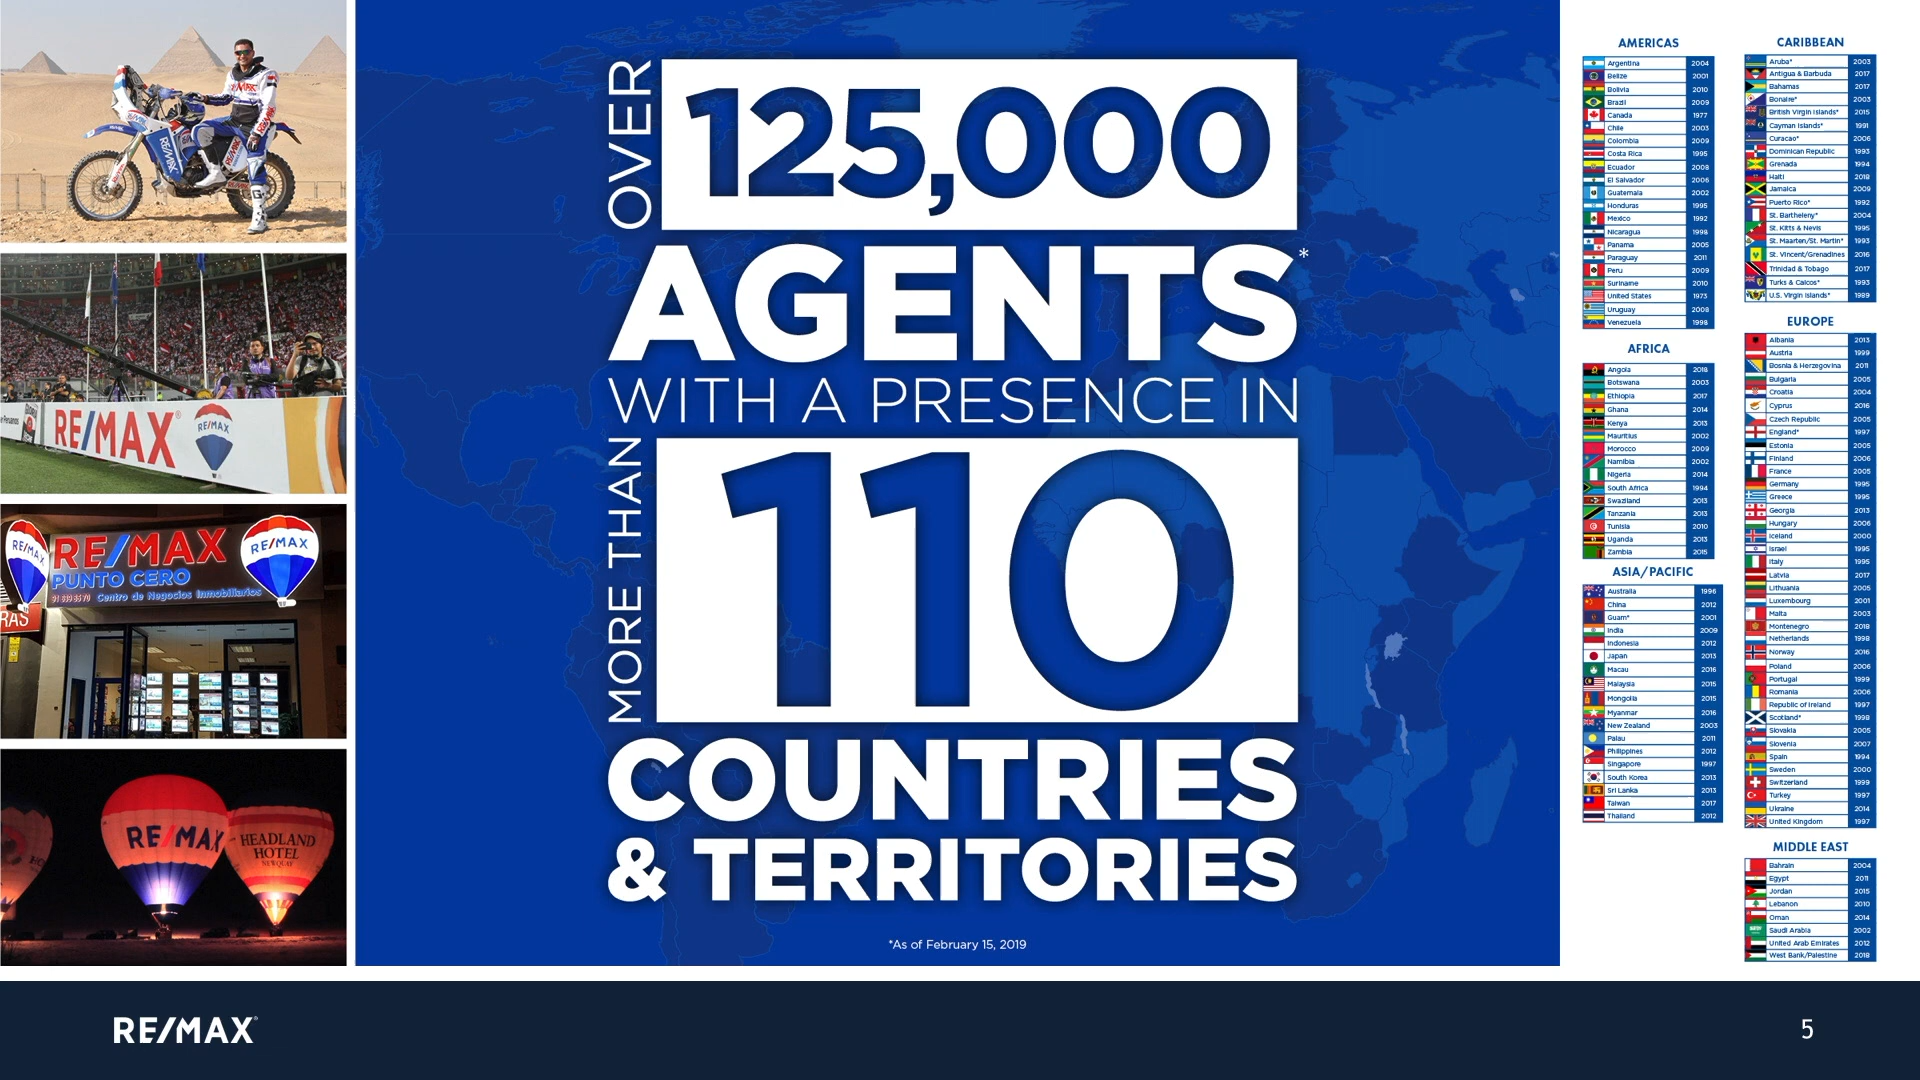 RE/MAX
RE/MAX
RE/MAX
RE/MAX
PUNTO CERO
Centro de Negocios Inmobiliarios
RE/MAX
RE/MAX
RAS
RE/MAX
HEADLAND
HOTEL
NEWQUAY
OVER
125,000
AGENTS*
WITH A PRESENCE IN
MORE THAN
110
COUNTRIES
& TERRITORIES
*As of February 15, 2019
AMERICAS
Argentina 2004
Belize 2001
Bolivia 2010
Brazil 2009
Canada 1977
Chile 2003
Colombia 2009
Costa Rica 1995
Ecuador 2008
El Salvador 2006
Guatemala 2002
Honduras 1995
Mexico 1992
Nicaragua 1998
Panama 2005
Paraguay 2011
Peru 2009
Suriname 2010
United States 1973
Uruguay 2008
Venezuela 1998
AFRICA
Angola 2018
Botswana 2003
Ethiopia 2017
Ghana 2014
Kenya 2013
Mauritius 2002
Morocco 2009
Namibia 2002
Nigeria 2014
South Africa 1994
Swaziland 2013
Tanzania 2013
Tunisia 2010
Uganda 2013
Zambia 2015
ASIA/PACIFIC
Australia 1996
China 2012
Guam* 2001
India 2009
Indonesia 2012
Japan 2013
Macau 2016
Malaysia 2015
Mongolia 2015
Myanmar 2016
New Zealand 2003
Palau 2011
Philippines 2012
Singapore 1997
South Korea 2013
Sri Lanka 2013
Taiwan 2017
Thailand 2012
CARIBBEAN
Aruba* 2003
Antigua & Barbuda 2017
Bahamas 2017
Bonaire* 2003
British Virgin Islands* 2015
Cayman Islands* 1991
Curacao* 2006
Dominican Republic 1993
Grenada 1994
Haiti 2018
Jamaica 2009
Puerto Rico* 1992
St. Bartheleny* 2004
St. Kitts & Nevis 1995
St. Maarten/St. Martin* 1993
St. Vincent/Grenadines 2016
Trinidad & Tobago 2017
Turks & Caicos* 1993
U.S. Virgin Islands* 1989
EUROPE
Albania 2013
Austria 1999
Bosnia & Herzegovina 2011
Bulgaria 2005
Croatia 2004
Cyprus 2016
Czech Republic 2005
England* 1997
Estonia 2005
Finland 2006
France 2005
Germany 1995
Greece 1995
Georgia 2013
Hungary 2006
Iceland 2000
Israel 1995
Italy 1995
Latvia 2017
Lithuania 2005
Luxembourg 2001
Malta 2003
Montenegro 2018
Netherlands 1998
Norway 2016
Poland 2006
Portugal 1999
Romania 2006
Republic of Ireland 1997
Scotland* 1998
Slovakia 2005
Slovenia 2007
Spain 1994
Sweden 2000
Switzerland 1999
Turkey 1997
Ukraine 2014
United Kingdom 1997
MIDDLE EAST
Bahrain 2004
Egypt 2011
Jordan 2015
Lebanon 2010
Oman 2014
Saudi Arabia 2002
United Arab Emirates 2012
West Bank/Palestine 2018
RE/MAX
5